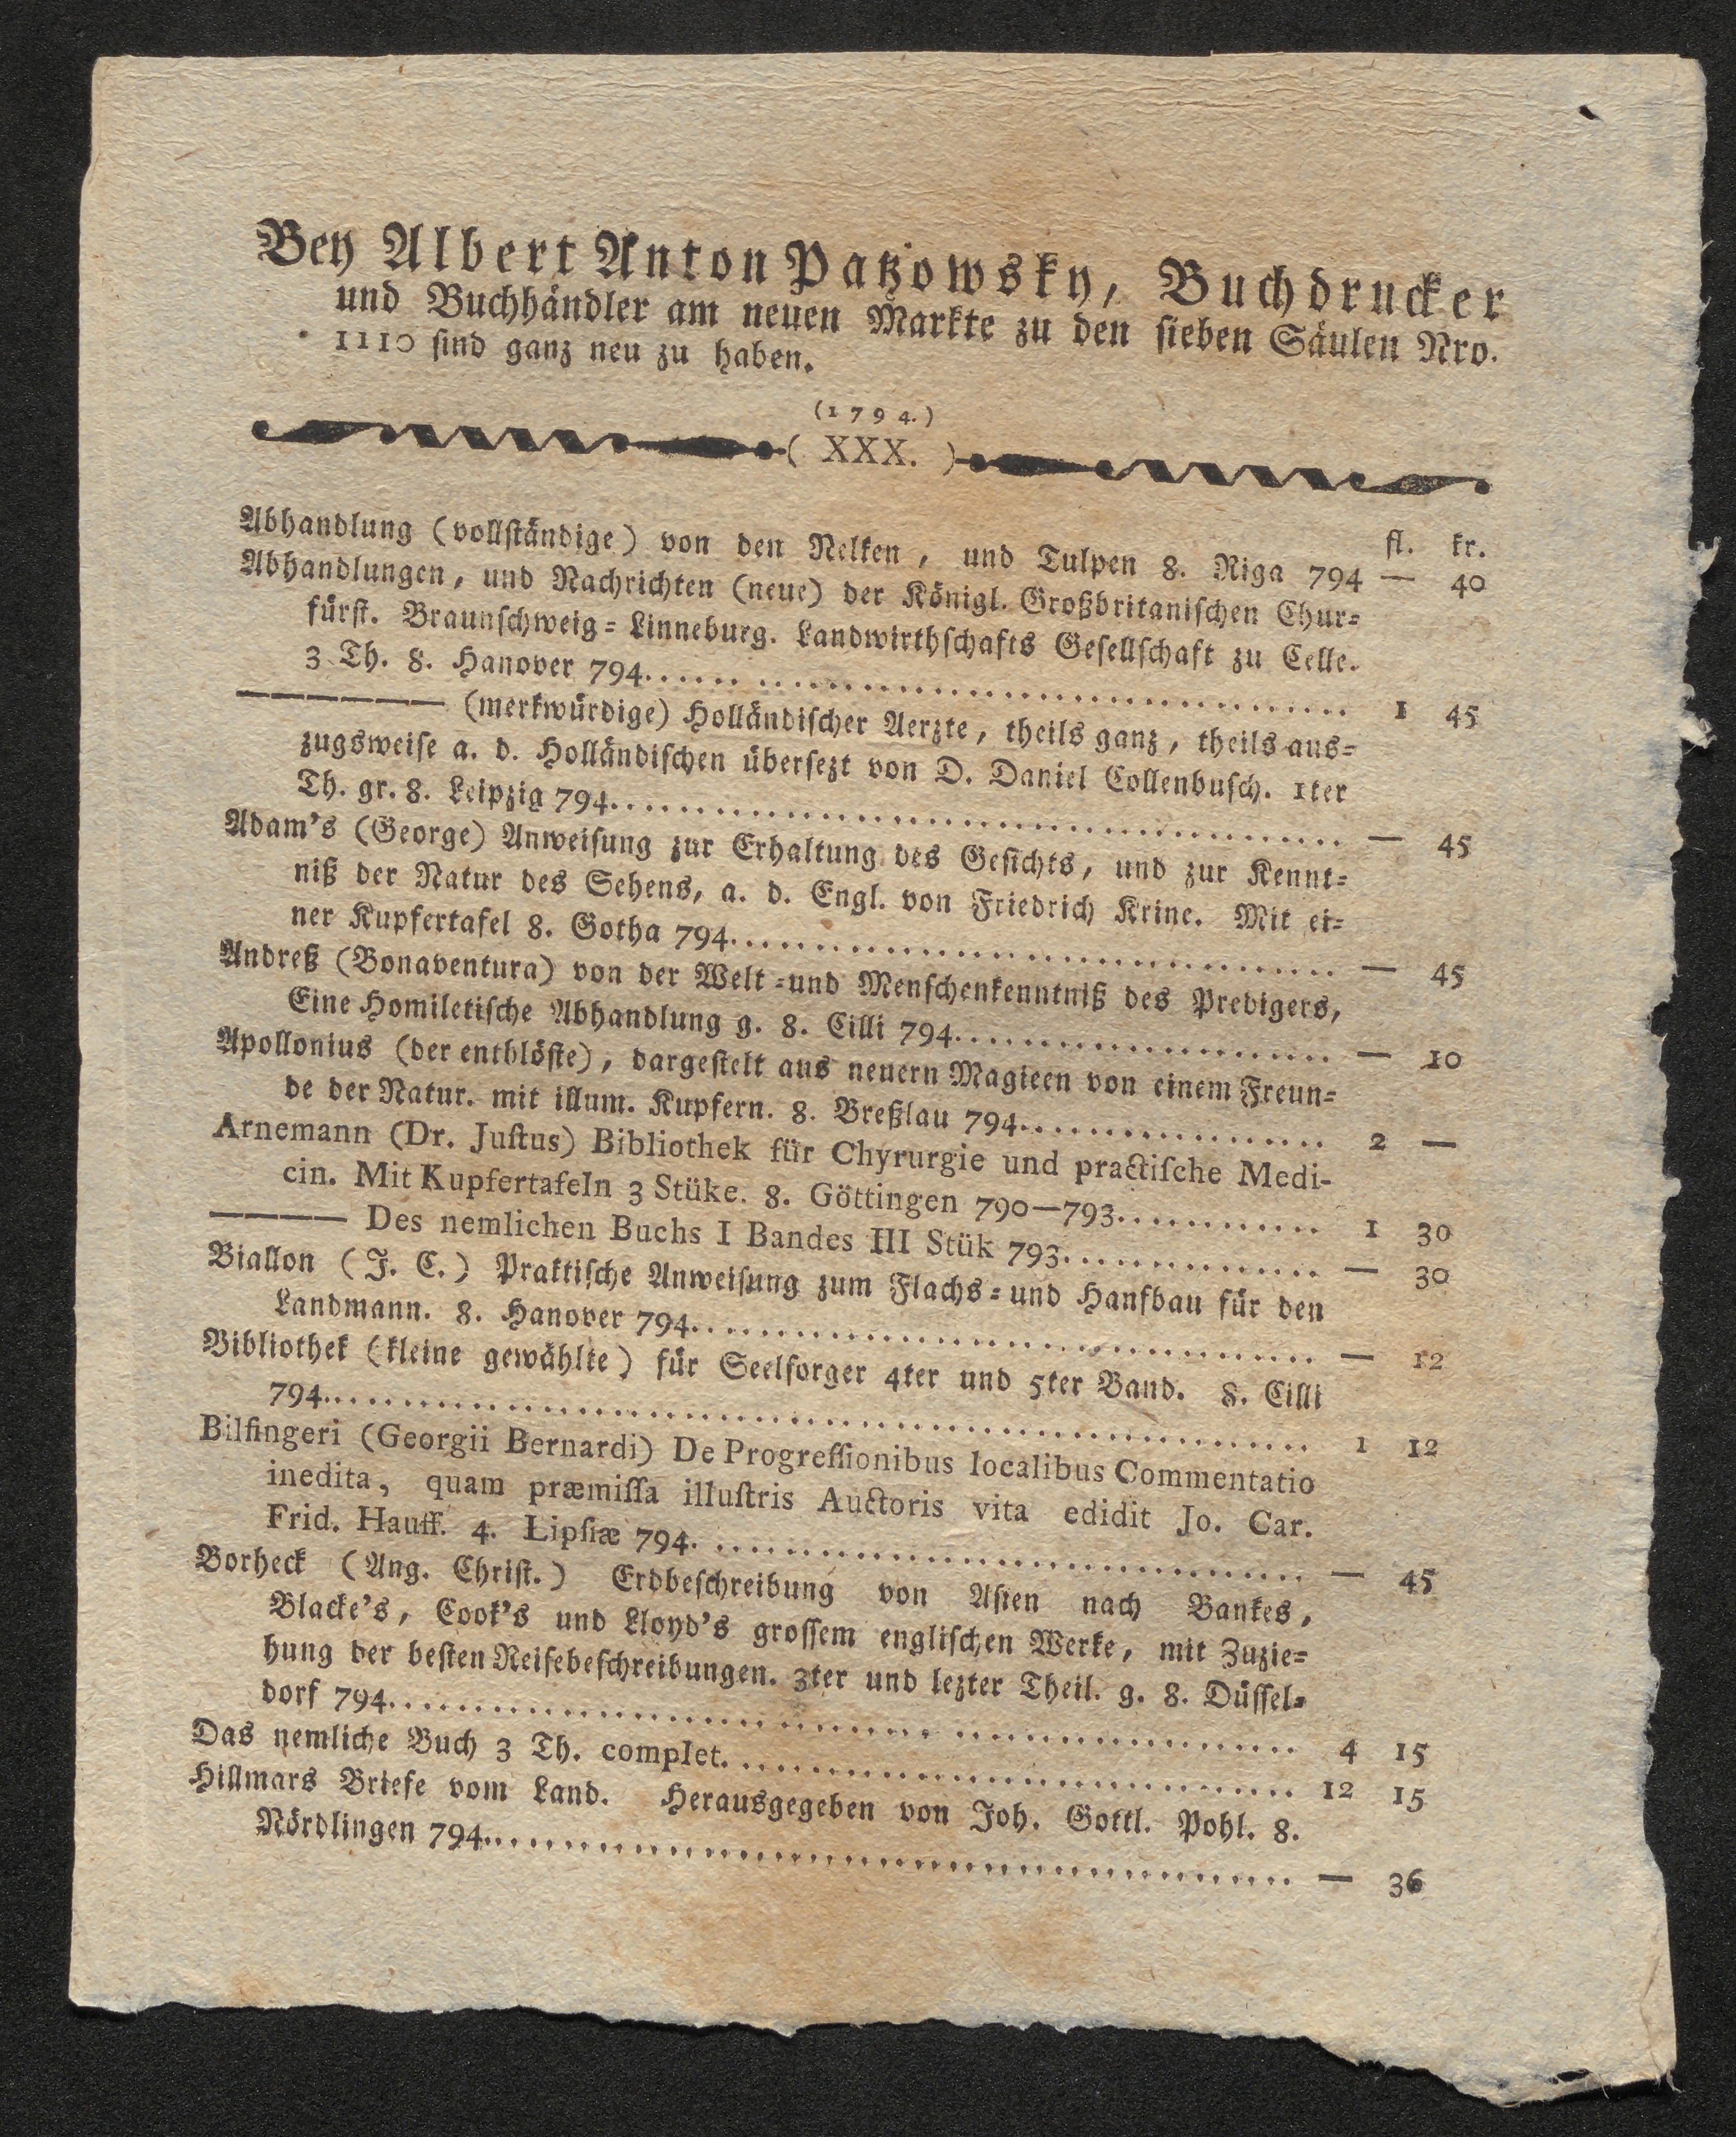 Bey Albert Anton Patzowsky, Buchdrucker
und Buchhändler am neuen Markte zu den sieben Säulen Nro.
1110 sind ganz neu zu haben.
(1794.)
( XXX. )
fl. kr.
Abhandlung (vollständige) von den Nelken, und Tulpen 8. Riga 794 — 40
Abhandlungen, und Nachrichten (neue) der Königl. Großbritanischen Chur-
fürst. Braunschweig-Linneburg. Landwirthschafts Gesellschaft zu Celle.
3 Th. 8. Hanover 794........ 1 45
—————— (merkwürdige) Holländischer Aerzte, theils ganz, theils aus-
zugsweise a. d. Holländischen übersezt von D. Daniel Collenbusch. 1ter
Th. gr. 8. Leipzig 794........ — 45
Adam's (George) Anweisung zur Erhaltung des Gesichts, und zur Kennt-
niß der Natur des Sehens, a. d. Engl. von Friedrich Krine. Mit ei-
ner Kupfertafel 8. Gotha 794........ — 45
Andreß (Bonaventura) von der Welt-und Menschenkenntniß des Predigers,
Eine Homiletische Abhandlung g. 8. Cilli 794........ — 10
Apollonius (der entblöste), dargestelt aus neuern Magieen von einem Freun-
de der Natur. mit illum. Kupfern. 8. Breßlau 794........ 2 —
Arnemann (Dr. Justus) Bibliothek für Chyrurgie und practische Medi-
cin. Mit Kupfertafeln 3 Stüke. 8. Göttingen 790—793........ 1 30
———— Des nemlichen Buchs I Bandes III Stük 793........ — 30
Biallon (J. C.) Praktische Anweisung zum Flachs-und Hanfbau für den
Landmann. 8. Hanover 794........ — 12
Bibliothek (kleine gewählte) für Seelsorger 4ter und 5ter Band. 8. Cilli
794........ 1 12
Bilfingeri (Georgii Bernardi) De Progressionibus localibus Commentatio
inedita, quam præmissa illustris Auctoris vita edidit Jo. Car.
Frid. Hauff. 4. Lipsiæ 794. ........ — 45
Borheck (Ang. Christ.) Erdbeschreibung von Asien nach Bankes,
Blacke's, Cook's und Lloyd's grossem englischen Werke, mit Zuzie-
hung der besten Reisebeschreibungen. 3ter und lezter Theil. g. 8. Düssel-
dorf 794........ 4 15
Das nemliche Buch 3 Th. complet. ........ 12 15
Hillmars Briefe vom Land. Herausgegeben von Joh. Gottl. Pohl. 8.
Nördlingen 794........ — 36